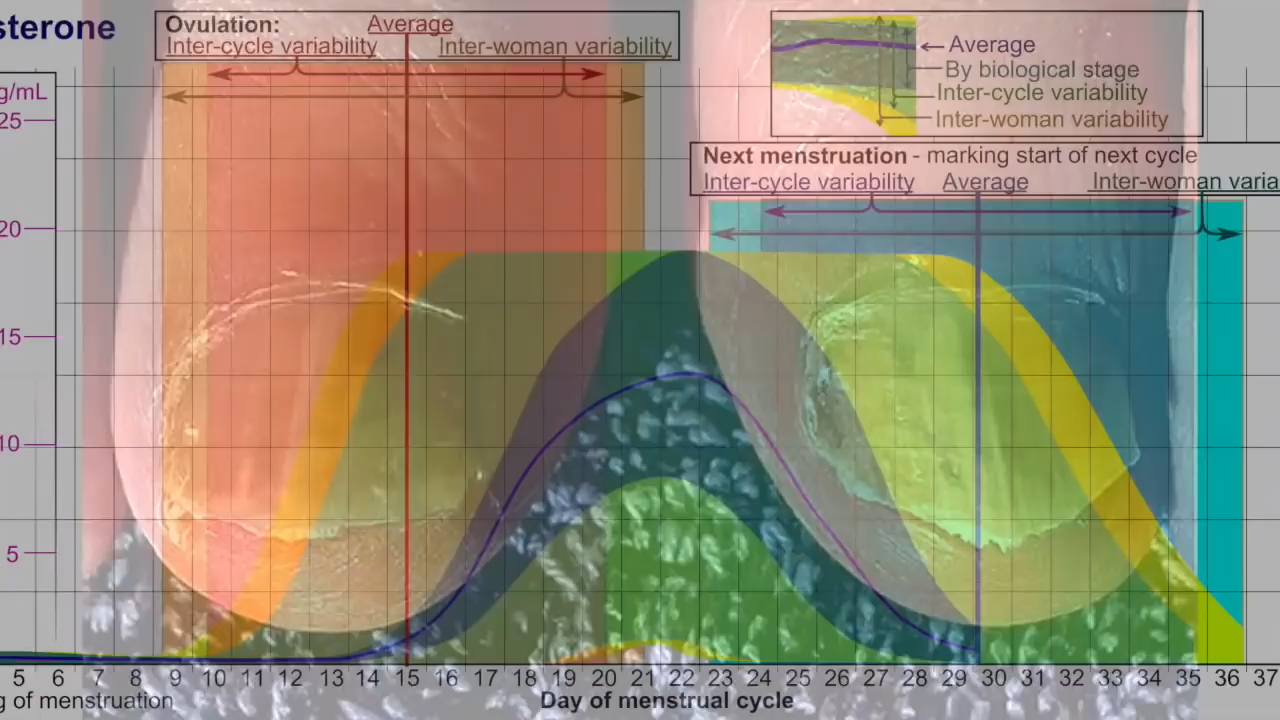 sterone
Ovulation:
Average
Inter-cycle variability
Inter-woman variability
Average
By biological stage
Inter-cycle variability
Inter-woman variability
g/mL
25
20
15
10
5
Next menstruation - marking start of next cycle
Inter-cycle variability
Average
Inter-woman varia
5 6 7 8 9 10 11 12 13 14 15 16 17 18 19 20 21 22 23 24 25 26 27 28 29 30 31 32 33 34 35 36 37
g of menstruation
Day of menstrual cycle